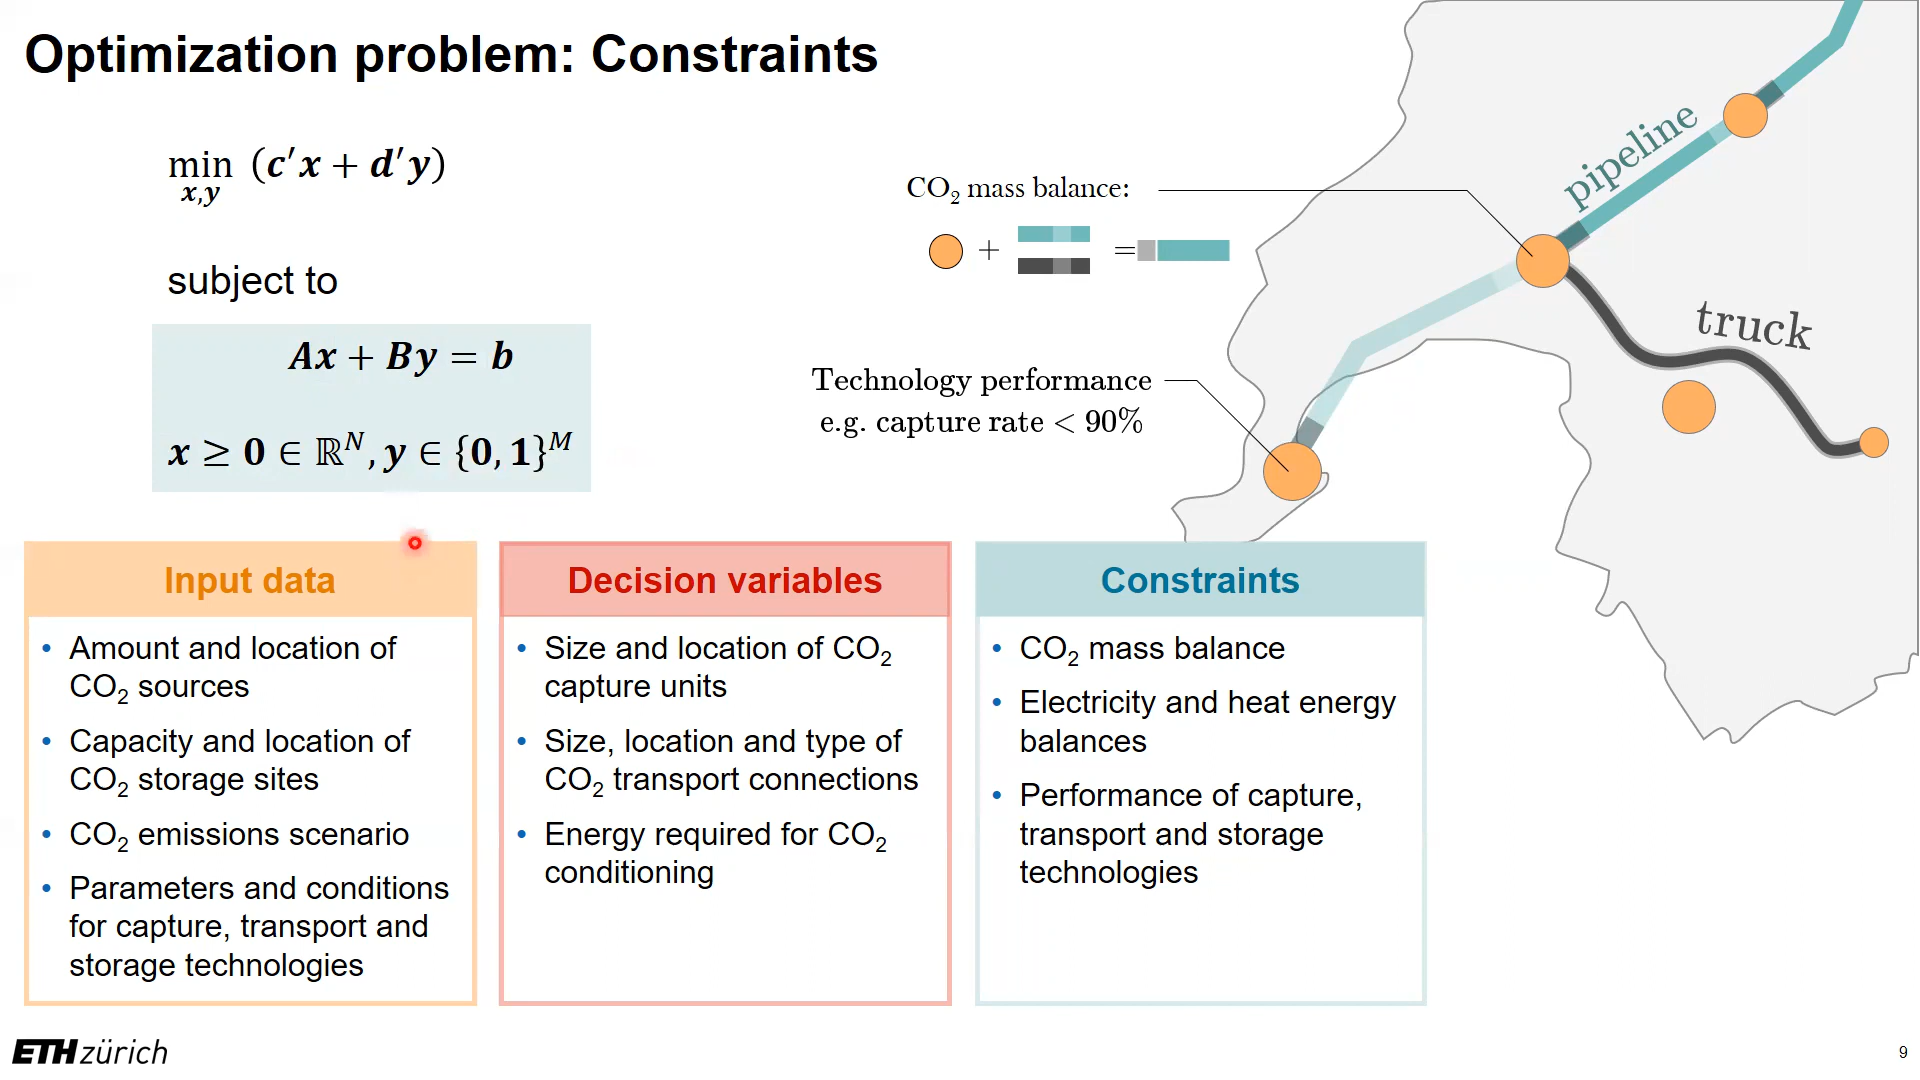 Optimization problem: Constraints
min (c′x + d′y)
x,y
subject to
Ax + By = b
x ≥ 0 ∈ ℝ^N, y ∈ {0, 1}^M
CO₂ mass balance:
+ =
Technology performance
e.g. capture rate < 90%
pipeline
truck
Input data
• Amount and location of
CO₂ sources
• Capacity and location of
CO₂ storage sites
• CO₂ emissions scenario
• Parameters and conditions
for capture, transport and
storage technologies
Decision variables
• Size and location of CO₂
capture units
• Size, location and type of
CO₂ transport connections
• Energy required for CO₂
conditioning
Constraints
• CO₂ mass balance
• Electricity and heat energy
balances
• Performance of capture,
transport and storage
technologies
ETH zürich
9